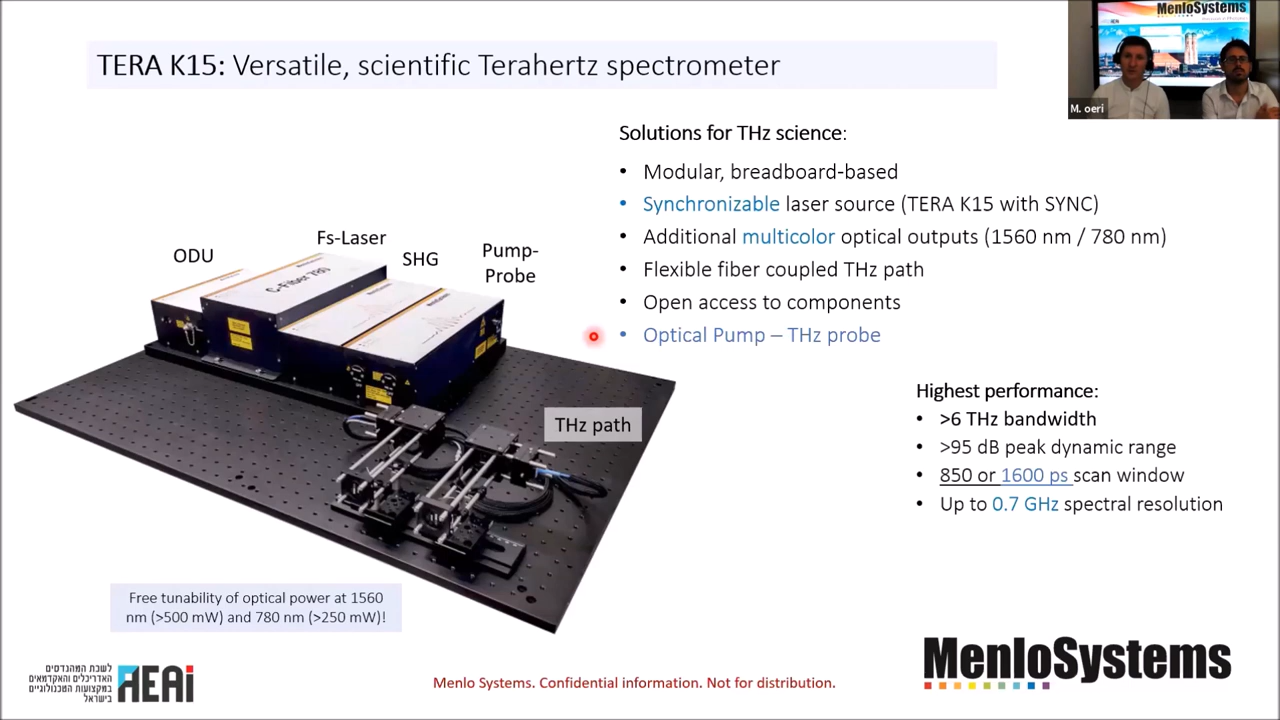 MenloSystems
M. oeri
TERA K15: Versatile, scientific Terahertz spectrometer
Solutions for THz science:
• Modular, breadboard-based
• Synchronizable laser source (TERA K15 with SYNC)
• Additional multicolor optical outputs (1560 nm / 780 nm)
• Flexible fiber coupled THz path
• Open access to components
• Optical Pump – THz probe
ODU
Fs-Laser
SHG
Pump-
Probe
C-Fiber 780
THz path
Highest performance:
• >6 THz bandwidth
• >95 dB peak dynamic range
• 850 or 1600 ps scan window
• Up to 0.7 GHz spectral resolution
Free tunability of optical power at 1560
nm (>500 mW) and 780 nm (>250 mW)!
לשכת המהנדסים
האדריכלים והאקדמאים
במקצועות הטכנולוגיים
בישראל
AEAi
Menlo Systems. Confidential information. Not for distribution.
MenloSystems